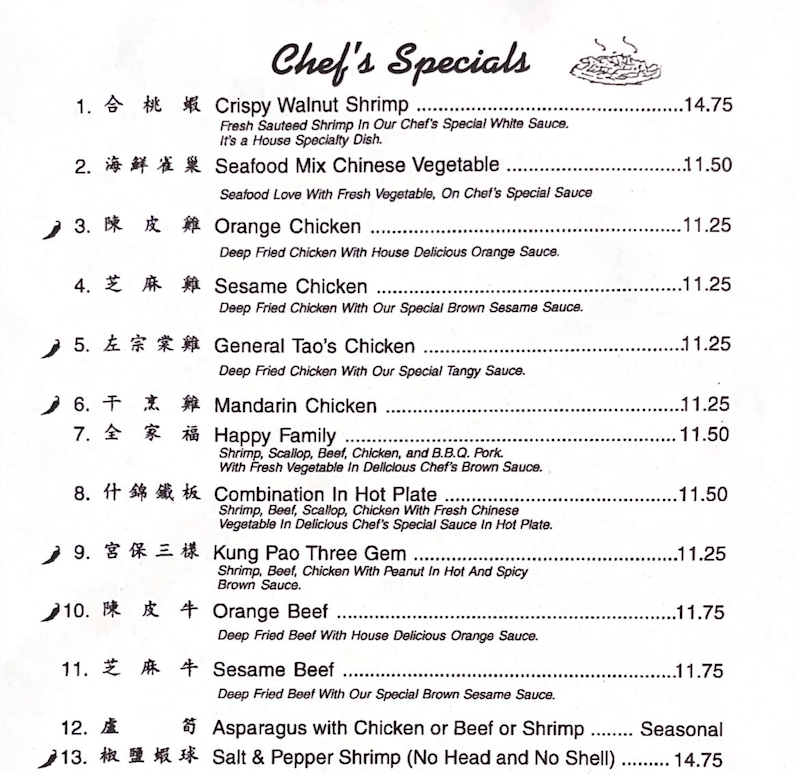 Chef's Specials
1. 合桃蝦 Crispy Walnut Shrimp ........................................14.75
Fresh Sauteed Shrimp In Our Chef's Special White Sauce.
It's a House Specialty Dish.
2. 海鮮雀巢 Seafood Mix Chinese Vegetable ...........................11.50
Seafood Love With Fresh Vegetable, On Chef's Special Sauce
3. 陳皮雞 Orange Chicken ...............................................11.25
Deep Fried Chicken With House Delicious Orange Sauce.
4. 芝麻雞 Sesame Chicken ..............................................11.25
Deep Fried Chicken With Our Special Brown Sesame Sauce.
5. 左宗棠雞 General Tao's Chicken .......................................11.25
Deep Fried Chicken With Our Special Tangy Sauce.
6. 干烹雞 Mandarin Chicken ............................................11.25
7. 全家福 Happy Family .................................................. 11.50
Shrimp, Scallop, Beef, Chicken, and B.B.Q. Pork.
With Fresh Vegetable In Delicious Chef's Brown Sauce.
8. 什錦鐵板 Combination In Hot Plate ...................................11.50
Shrimp, Beef, Scallop, Chicken With Fresh Chinese
Vegetable In Delicious Chef's Special Sauce In Hot Plate.
9. 宮保三樣 Kung Pao Three Gem ........................................11.25
Shrimp, Beef, Chicken With Peanut In Hot And Spicy
Brown Sauce.
10. 陳皮牛 Orange Beef ...................................................11.75
Deep Fried Beef With House Delicious Orange Sauce.
11. 芝麻牛 Sesame Beef ..................................................11.75
Deep Fried Beef With Our Special Brown Sesame Sauce.
12. 盧筍 Asparagus with Chicken or Beef or Shrimp ....... Seasonal
13. 椒鹽蝦球 Salt & Pepper Shrimp (No Head and No Shell) ......... 14.75